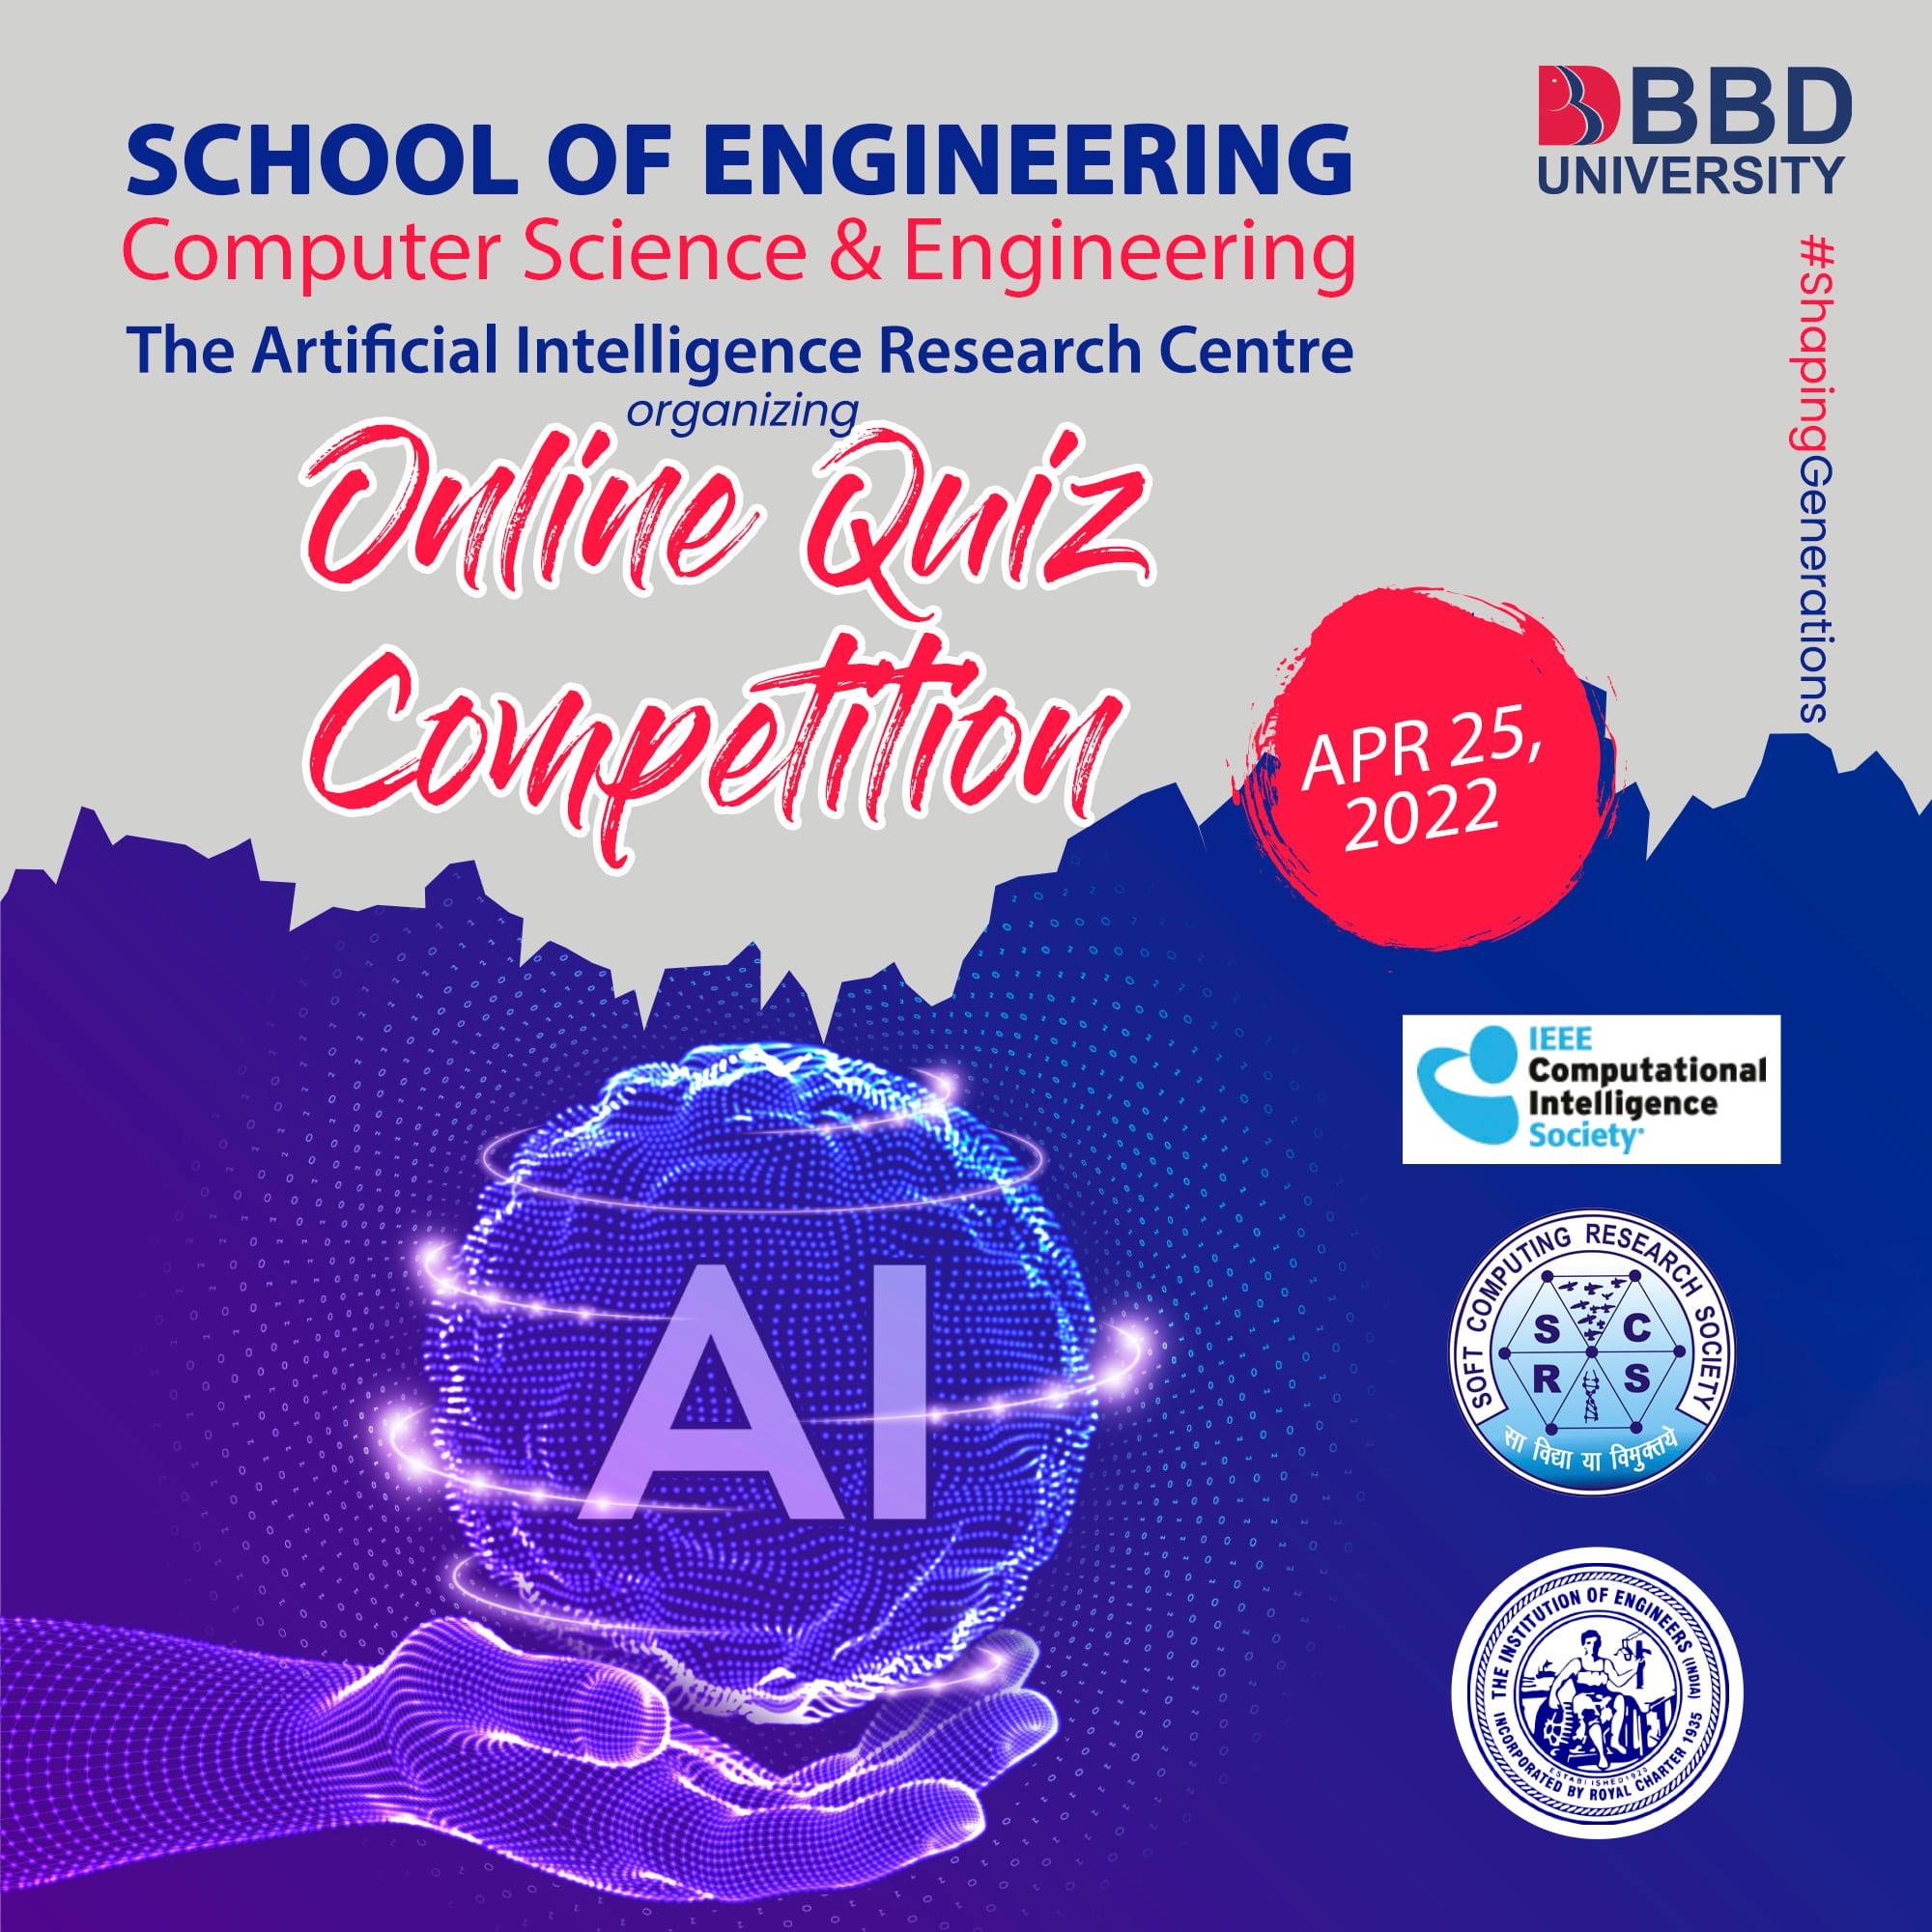 BBD
UNIVERSITY
SCHOOL OF ENGINEERING
Computer Science & Engineering
The Artificial Intelligence Research Centre
organizing
Online Quiz
Competition
#ShapingGenerations
APR 25,
2022
IEEE
Computational
Intelligence
Society
SOFT COMPUTING RESEARCH SOCIETY
S C
R S
सा विद्या या विमुक्तये
AI
THE INSTITUTION OF ENGINEERS (INDIA)
INCORPORATED BY ROYAL CHARTER 1935
ESTABLISHED 1920